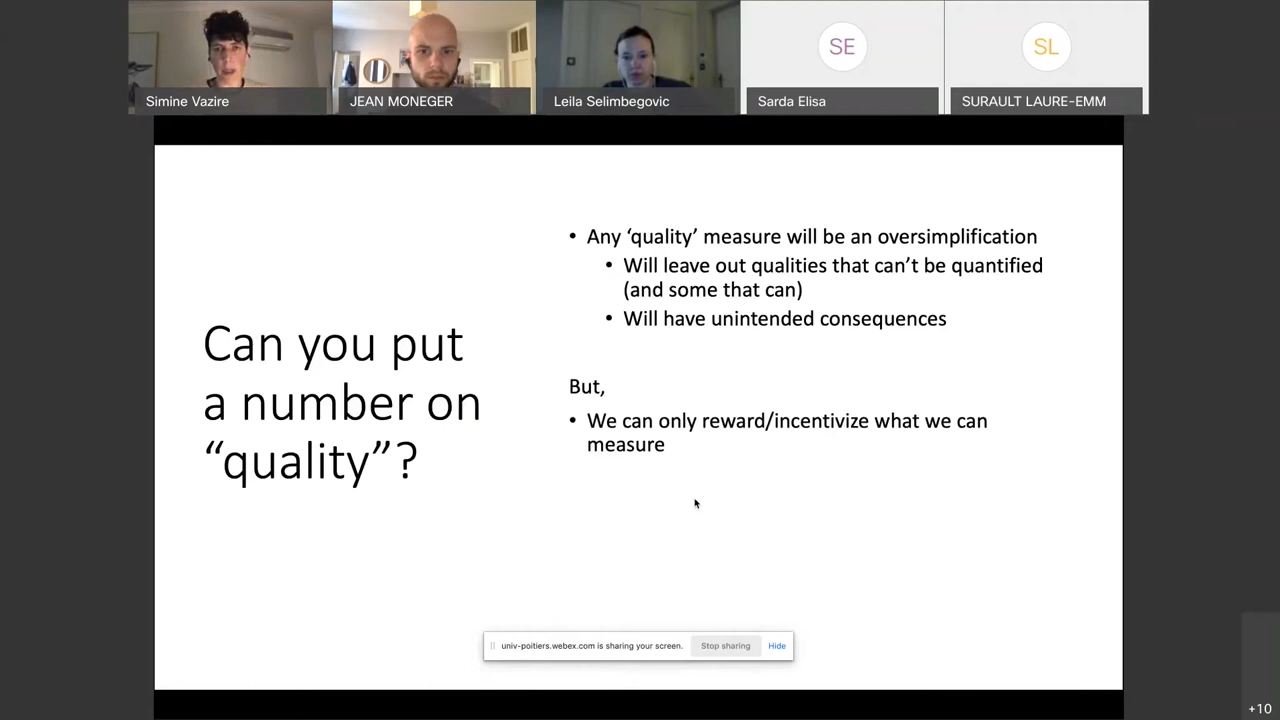 Simine Vazire
JEAN MONEGER
Leila Selimbegovic
SE
Sarda Elisa
SL
SURAULT LAURE-EMM
Can you put
a number on
“quality”?
• Any ‘quality’ measure will be an oversimplification
• Will leave out qualities that can’t be quantified
(and some that can)
• Will have unintended consequences
But,
• We can only reward/incentivize what we can
measure
univ-poitiers.webex.com is sharing your screen.
Stop sharing
Hide
+10